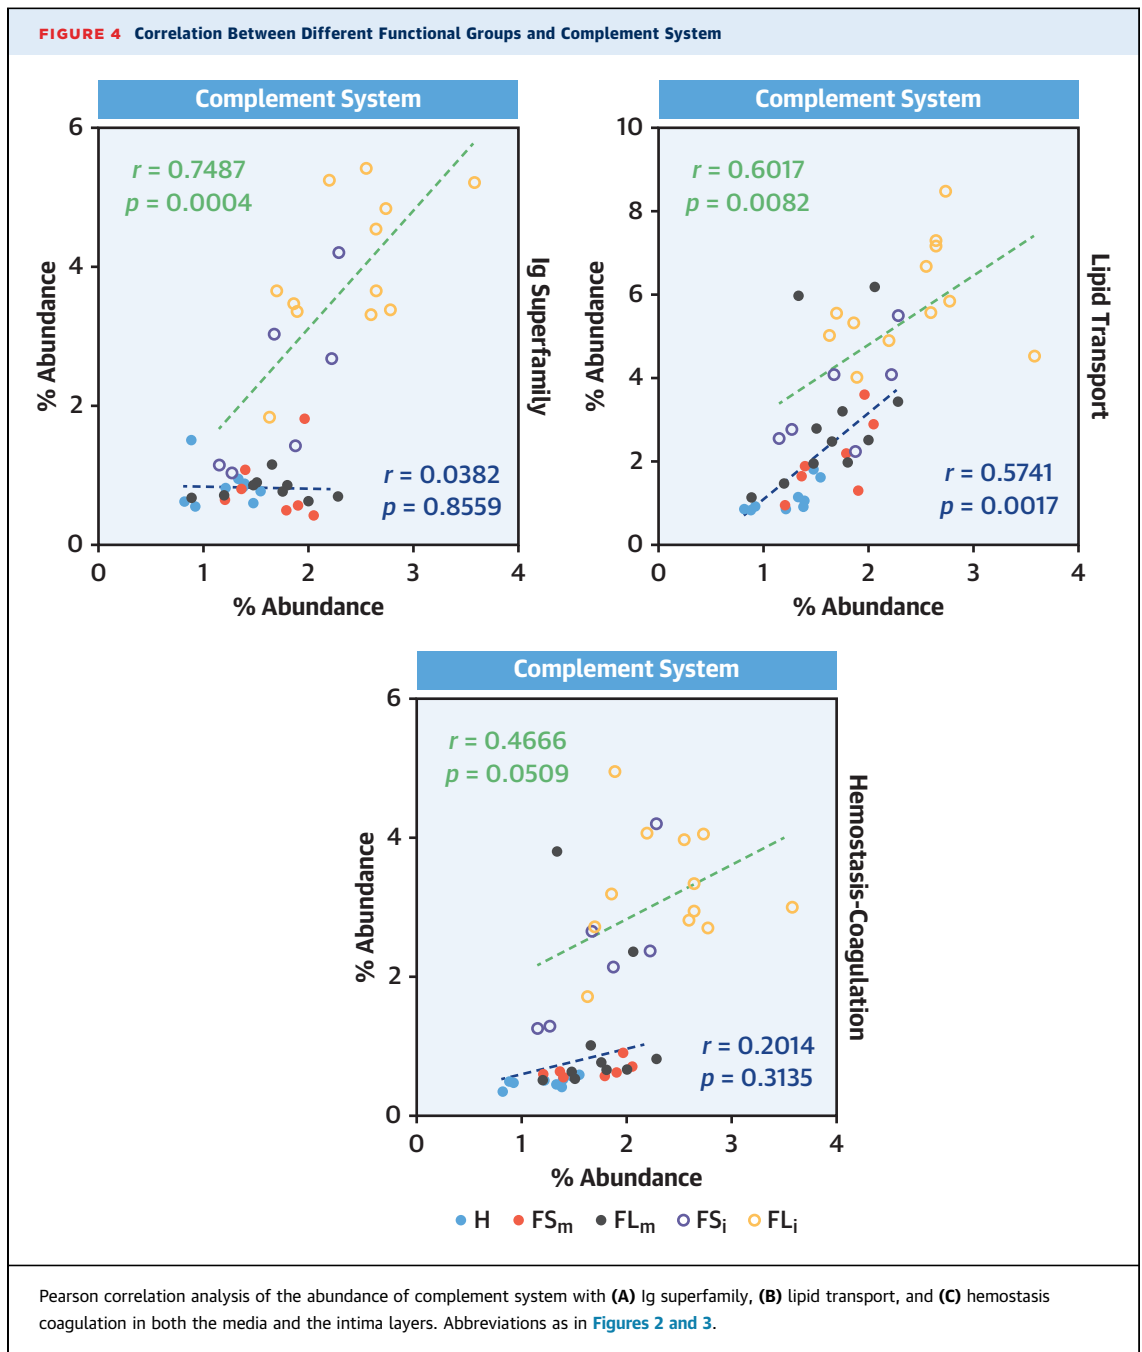 FIGURE 4 Correlation Between Different Functional Groups and Complement System
Complement System
6
4
2
0
0 1 2 3 4
% Abundance
% Abundance
Ig Superfamily
r = 0.7487
p = 0.0004
r = 0.0382
p = 0.8559
Complement System
10
8
6
4
2
0
0 1 2 3 4
% Abundance
% Abundance
Lipid Transport
r = 0.6017
p = 0.0082
r = 0.5741
p = 0.0017
Complement System
6
4
2
0
0 1 2 3 4
% Abundance
% Abundance
Hemostasis-Coagulation
r = 0.4666
p = 0.0509
r = 0.2014
p = 0.3135
H FSm FLm FSi FLi
Pearson correlation analysis of the abundance of complement system with (A) Ig superfamily, (B) lipid transport, and (C) hemostasis
coagulation in both the media and the intima layers. Abbreviations as in Figures 2 and 3.